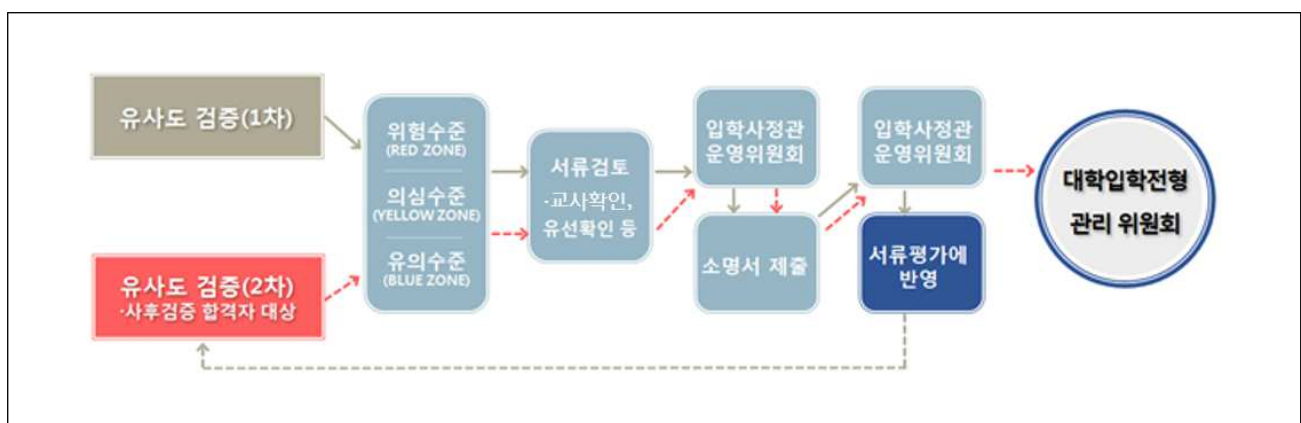 유사도 검증(1차)
유사도 검증(2차)
·사후검증 합격자 대상
위험수준
(RED ZONE)
의심수준
(YELLOW ZONE)
유의수준
(BLUE ZONE)
서류검토
·교사확인,
유선확인 등
입학사정관
운영위원회
소명서 제출
입학사정관
운영위원회
서류평가에
반영
대학입학전형
관리 위원회